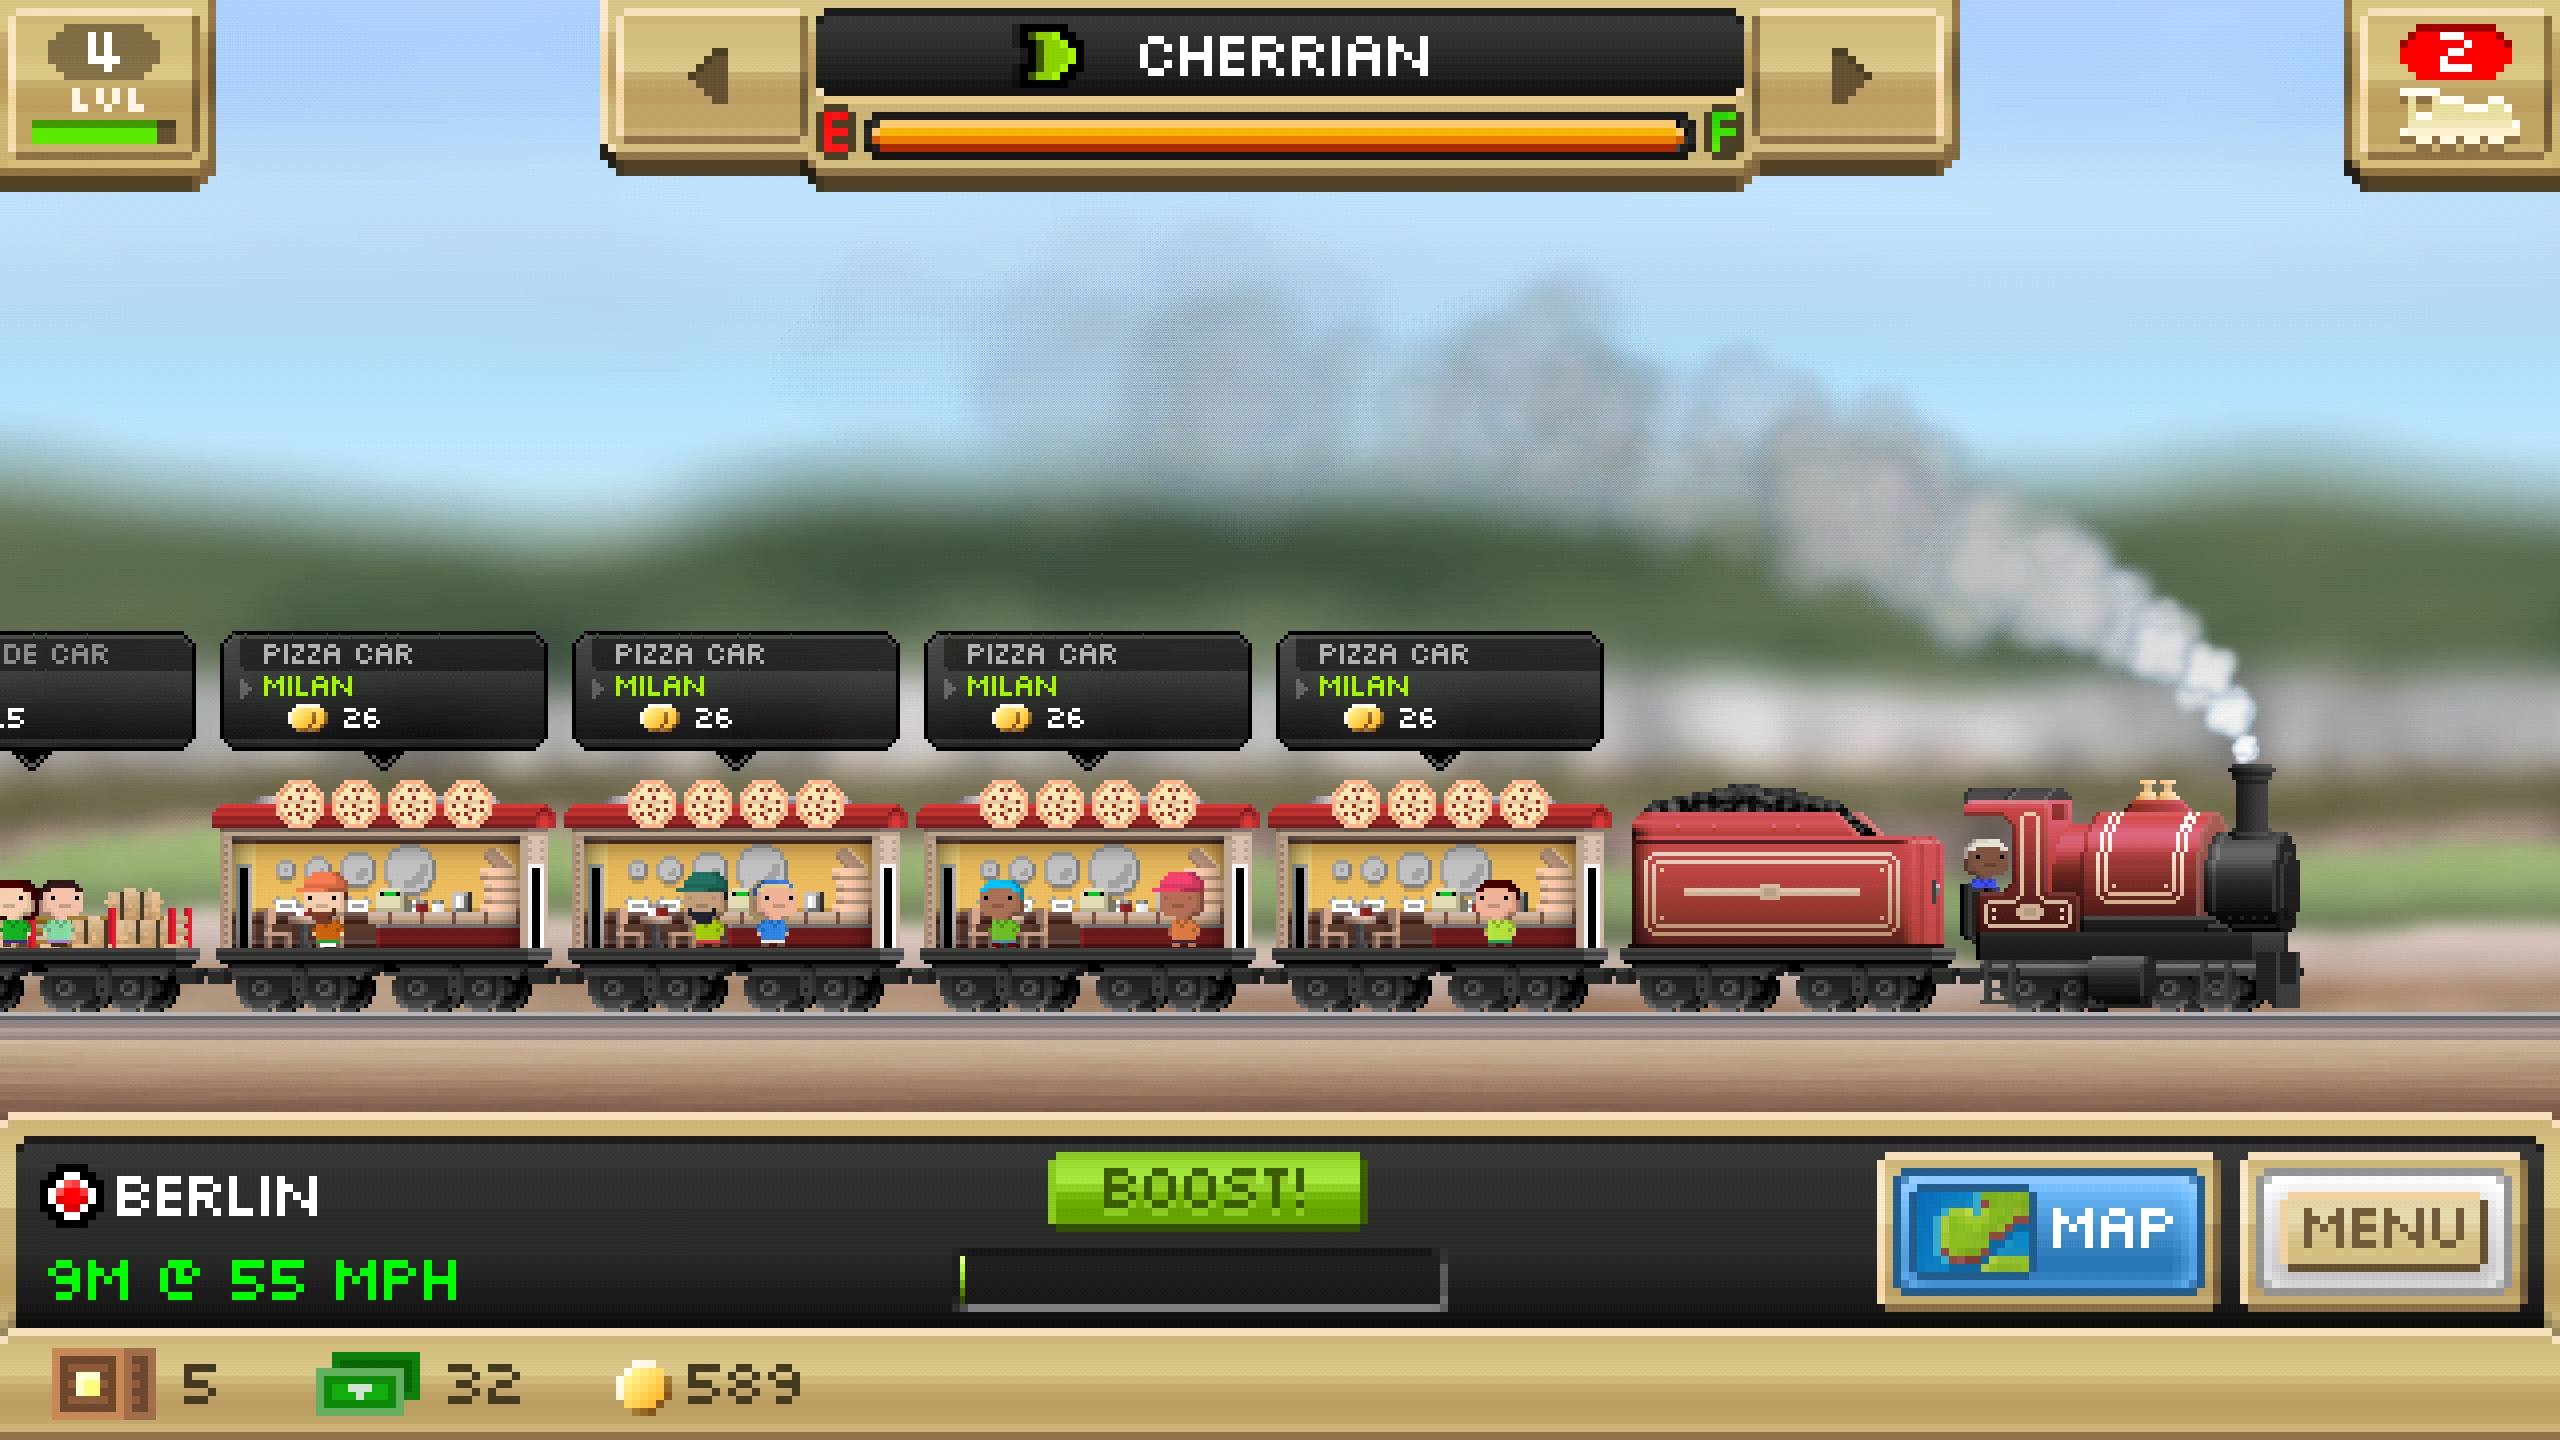 4
LVL
CHERRIAN
E F
2
DE CAR
.5
PIZZA CAR
MILAN
26
PIZZA CAR
MILAN
26
PIZZA CAR
MILAN
26
PIZZA CAR
MILAN
26
BERLIN
9M @ 55 MPH
BOOST!
MAP
MENU
5
32
589